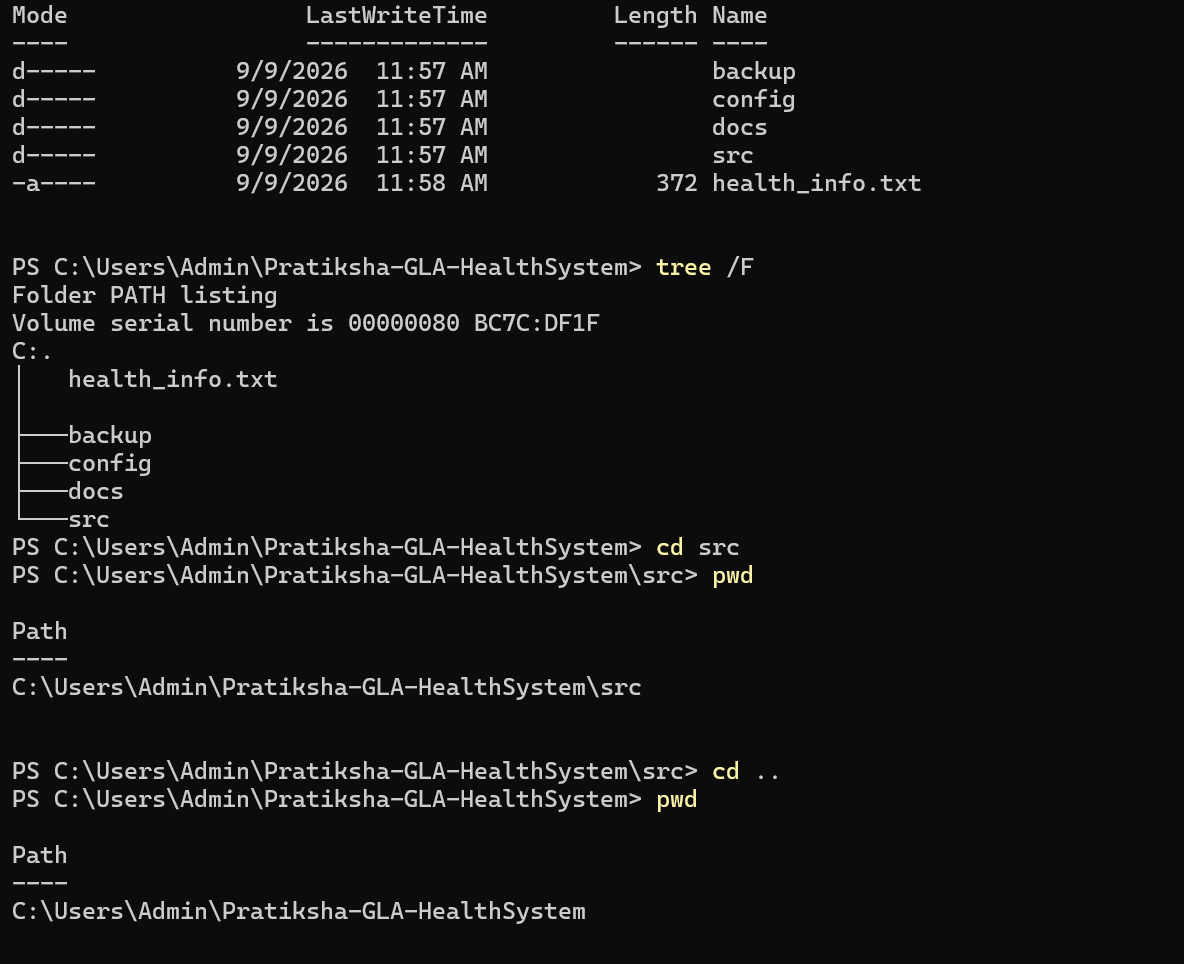 Mode                 LastWriteTime         Length Name
----                 -------------         ------ ----
d-----          9/9/2026  11:57 AM                backup
d-----          9/9/2026  11:57 AM                config
d-----          9/9/2026  11:57 AM                docs
d-----          9/9/2026  11:57 AM                src
-a----          9/9/2026  11:58 AM            372 health_info.txt
PS C:\Users\Admin\Pratiksha-GLA-HealthSystem> tree /F
Folder PATH listing
Volume serial number is 00000080 BC7C:DF1F
C:.
│   health_info.txt
│
├───backup
├───config
├───docs
└───src
PS C:\Users\Admin\Pratiksha-GLA-HealthSystem> cd src
PS C:\Users\Admin\Pratiksha-GLA-HealthSystem\src> pwd
Path
----
C:\Users\Admin\Pratiksha-GLA-HealthSystem\src
PS C:\Users\Admin\Pratiksha-GLA-HealthSystem\src> cd ..
PS C:\Users\Admin\Pratiksha-GLA-HealthSystem> pwd
Path
----
C:\Users\Admin\Pratiksha-GLA-HealthSystem